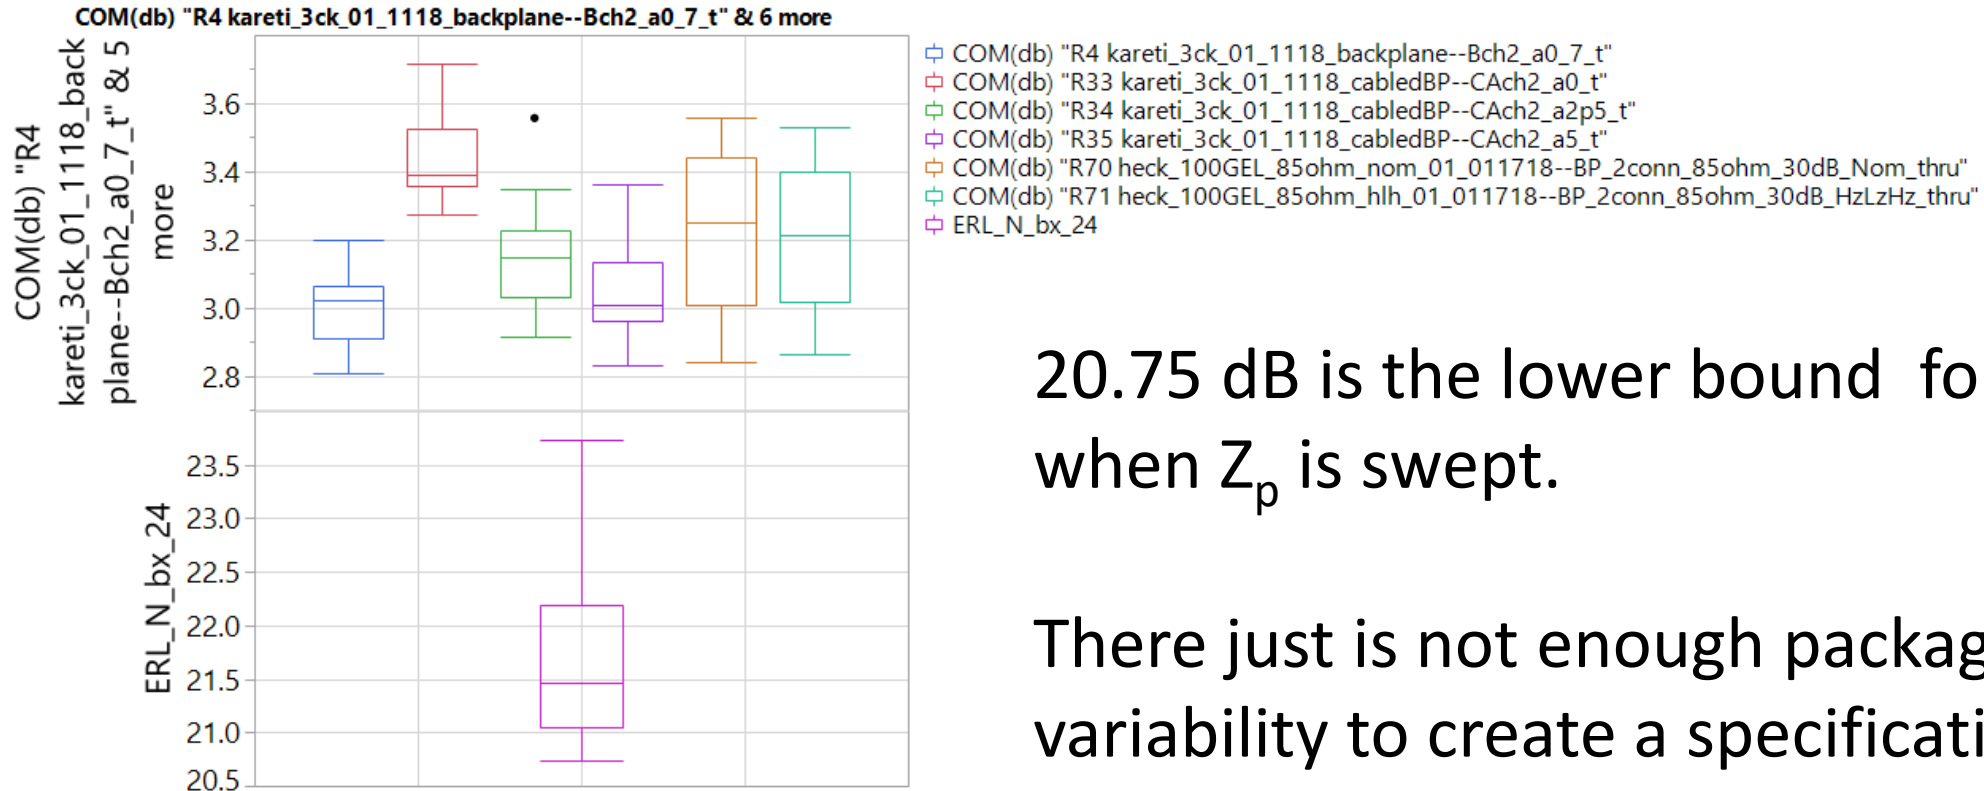 COM(db) "R4 kareti_3ck_01_1118_backplane--Bch2_a0_7_t" & 6 more
COM(db) "R4
kareti_3ck_01_1118_back
plane--Bch2_a0_7_t" & 5
more
3.6
3.4
3.2
3.0
2.8
ERL_N_bx_24
23.5
23.0
22.5
22.0
21.5
21.0
20.5
COM(db) "R4 kareti_3ck_01_1118_backplane--Bch2_a0_7_t"
COM(db) "R33 kareti_3ck_01_1118_cabledBP--CAch2_a0_t"
COM(db) "R34 kareti_3ck_01_1118_cabledBP--CAch2_a2p5_t"
COM(db) "R35 kareti_3ck_01_1118_cabledBP--CAch2_a5_t"
COM(db) "R70 heck_100GEL_85ohm_nom_01_011718--BP_2conn_85ohm_30dB_Nom_thru"
COM(db) "R71 heck_100GEL_85ohm_hlh_01_011718--BP_2conn_85ohm_30dB_HzLzHz_thru"
ERL_N_bx_24
20.75 dB is the lower bound fo
when Zp is swept.
There just is not enough packag
variability to create a specificati